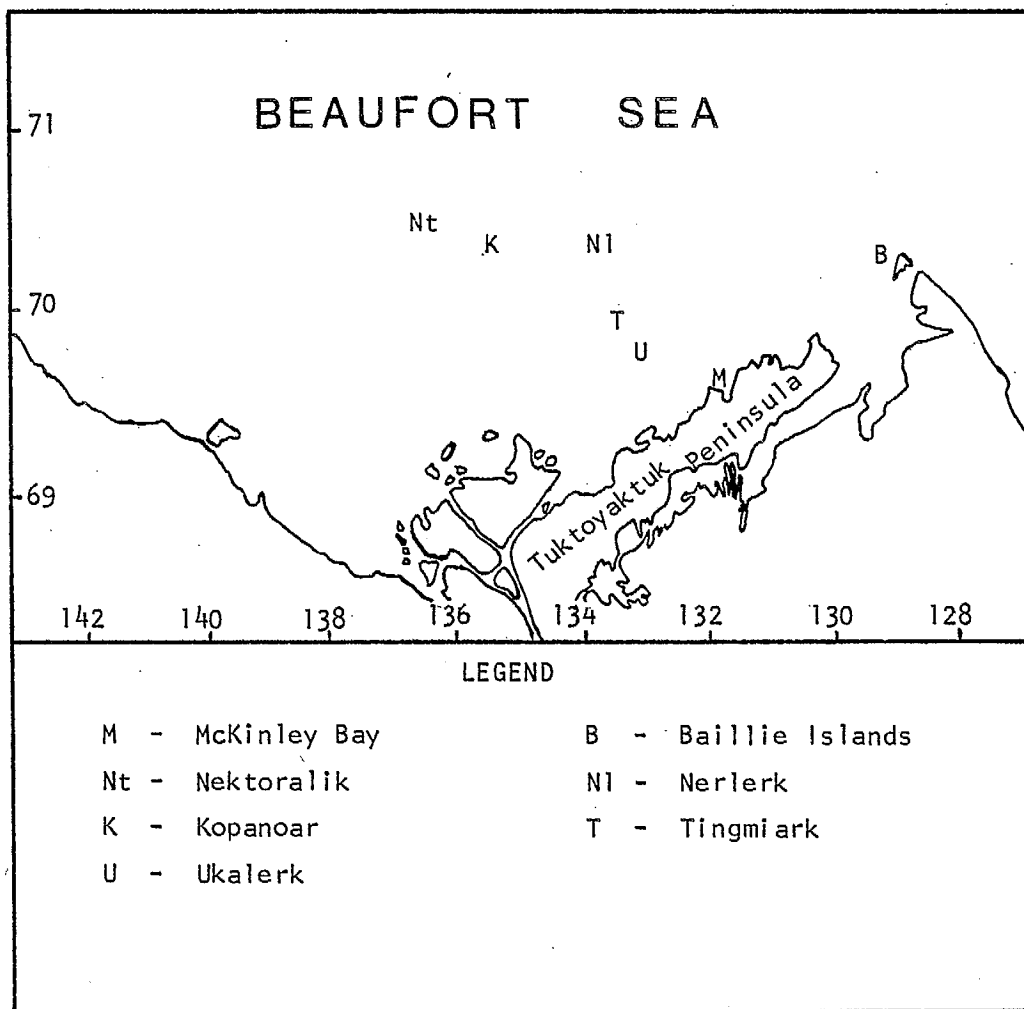 BEAUFORT SEA
71
Nt
K
Nl
B
70
T
U
M
69
Tuktoyaktuk Peninsula
142 140 138 136 134 132 130 128
LEGEND
M - McKinley Bay
B - Baillie Islands
Nt - Nektoralik
Nl - Nerlerk
K - Kopanoar
T - Tingmiark
U - Ukalerk